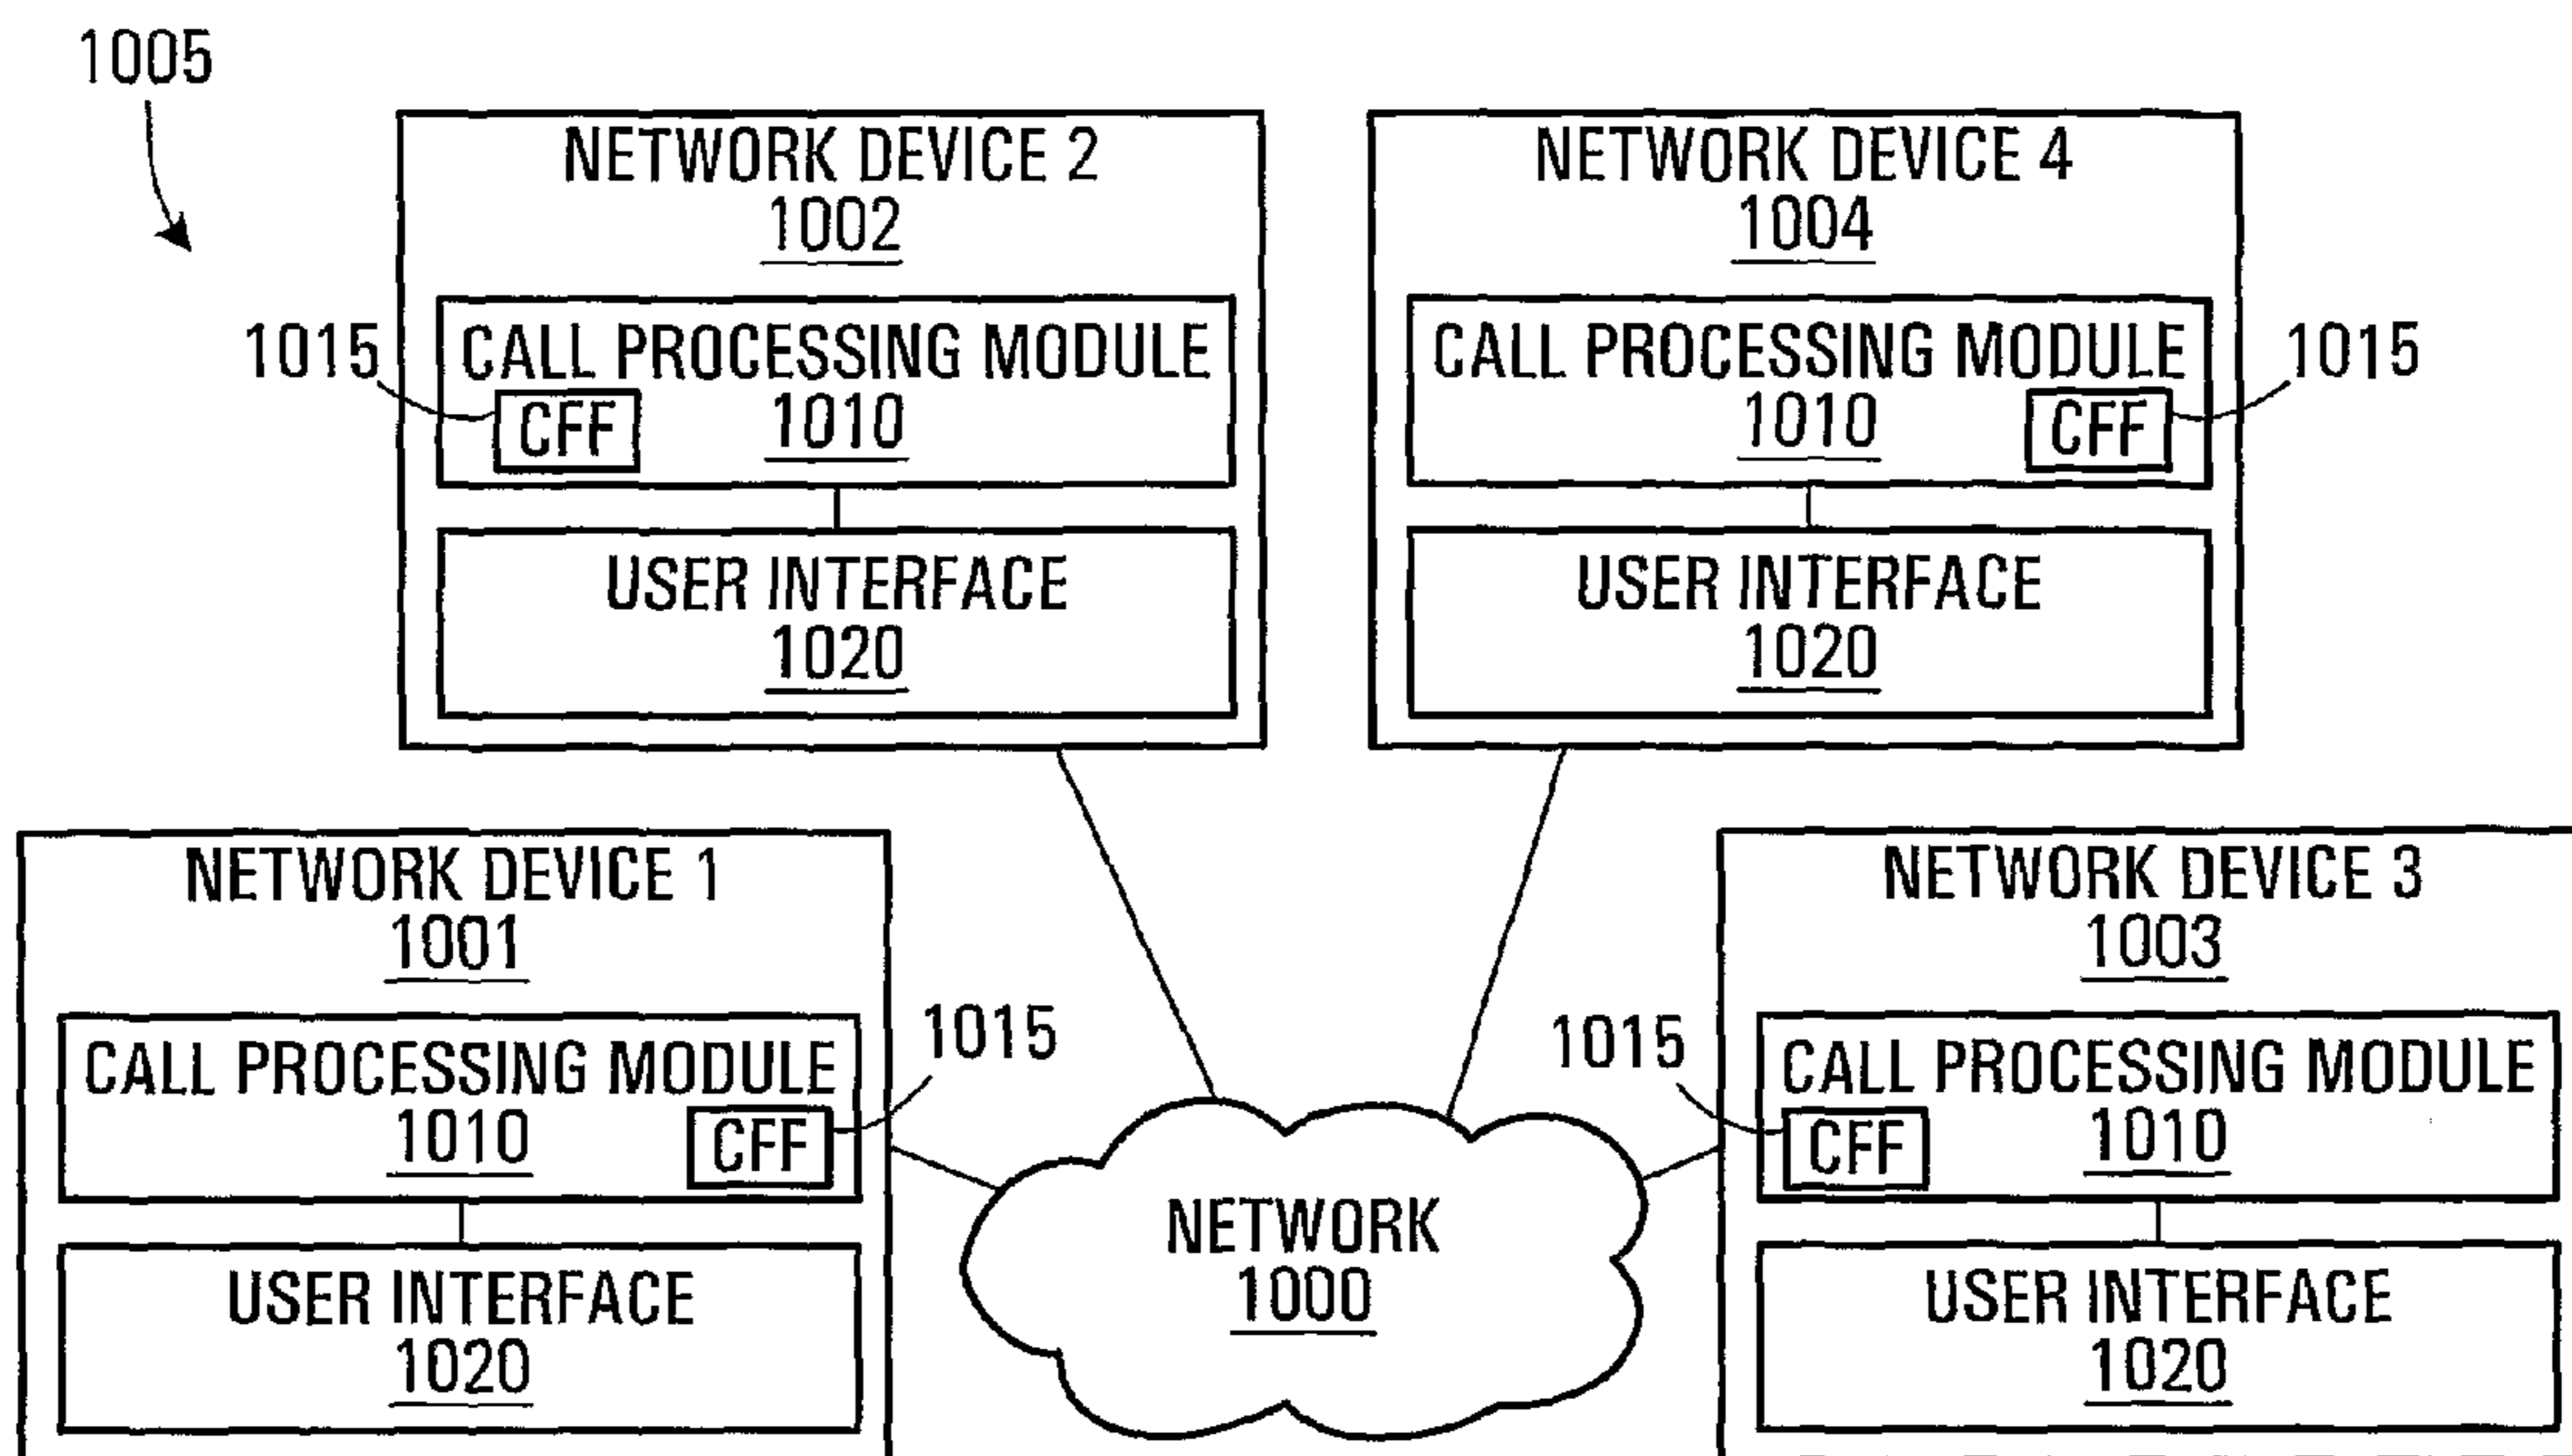 1005
NETWORK DEVICE 2
1002
1015
CALL PROCESSING MODULE
CFF
1010
USER INTERFACE
1020
NETWORK DEVICE 4
1004
CALL PROCESSING MODULE
1010
CFF
1015
USER INTERFACE
1020
NETWORK DEVICE 1
1001
CALL PROCESSING MODULE
1010
CFF
1015
USER INTERFACE
1020
NETWORK
1000
NETWORK DEVICE 3
1003
1015
CALL PROCESSING MODULE
CFF
1010
USER INTERFACE
1020